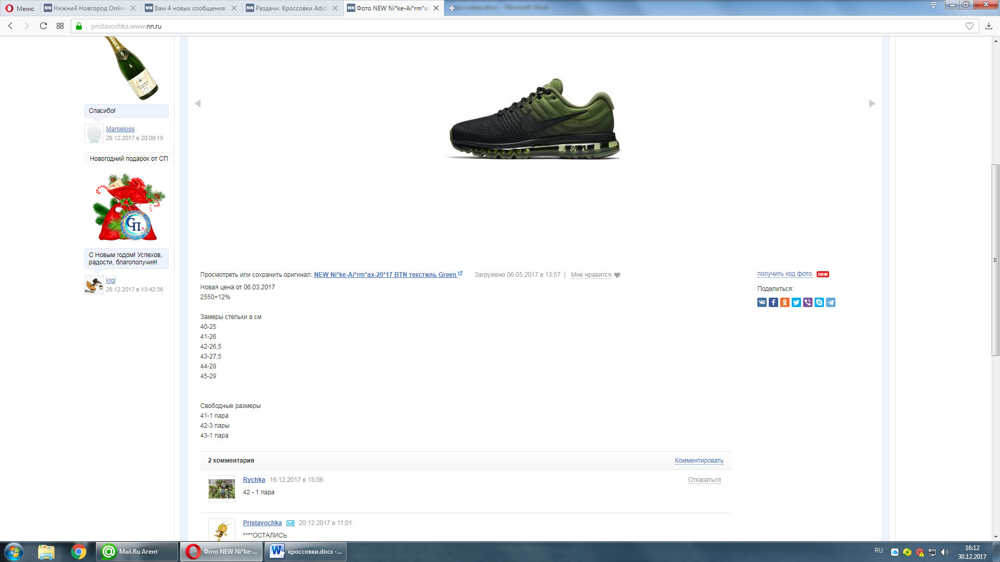 Меню
Нижний Новгород Online
Вам 4 новых сообщения
Раздачи. Кроссовки Adid
Фото NEW Ni*ke-Ai*rm*ax
pristavochka.www.nn.ru
Спасибо!
Marseloss
29.12.2017 в 20:09:19
Новогодний подарок от СП
СП
С Новым годом! Успехов,
радости, благополучия!
klql
29.12.2017 в 13:42:36
Просмотреть или сохранить оригинал: NEW Ni*ke-Ai*rm*ax-20*17 BTN текстиль Green Загружено 06.05.2017 в 13:57 | Мне нравится
Новая цена от 06.03.2017
2550+12%
Замеры стельки в см
40-25
41-26
42-26,5
43-27,5
44-28
45-29
Свободные размеры
41-1 пара
42-3 пары
43-1 пара
получить код фото new
Поделиться:
2 комментария Комментировать
Rychka 16.12.2017 в 18:06 Отказаться
42 - 1 пара
Pristavochka 20.12.2017 в 11:01
****ОСТАЛИСЬ
Mail.Ru Агент
Фото NEW Ni*ke-...
кроссовки.docx -...
RU
16:12
30.12.2017